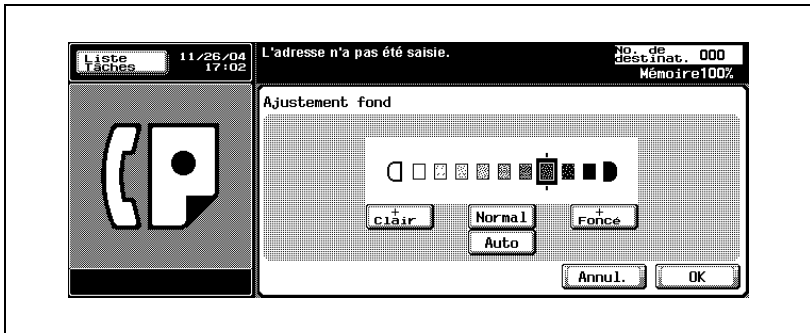 Liste
Tâches
11/26/04
17:02
L'adresse n'a pas été saisie.
No. de
destinat. 000
Mémoire100%
Ajustement fond
+
Clair
Normal
+
Foncé
Auto
Annul.
OK